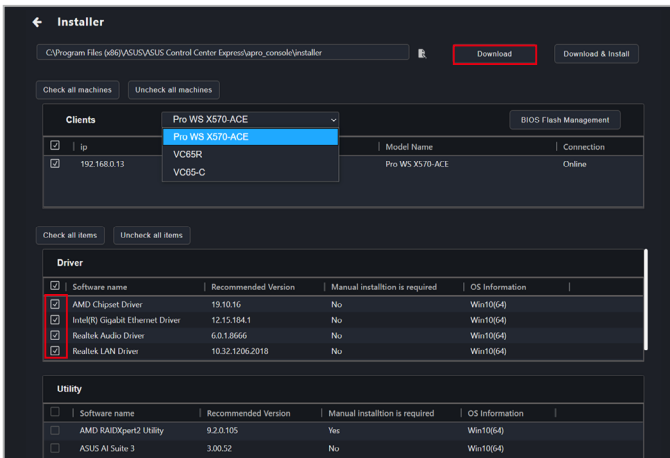 Installer
C:\Program Files (x86)\ASUS\ASUS Control Center Express\apro_console\installer
Download
Download & Install
Check all machines
Uncheck all machines
Clients
Pro WS X570-ACE
BIOS Flash Management
Pro WS X570-ACE
VC65R
VC65-C
ip
Model Name
Connection
192.168.0.13
Pro WS X570-ACE
Online
Check all items
Uncheck all items
Driver
Software name
Recommended Version
Manual installtion is required
OS Information
AMD Chipset Driver
19.10.16
No
Win10(64)
Intel(R) Gigabit Ethernet Driver
12.15.184.1
No
Win10(64)
Realtek Audio Driver
6.0.1.8666
No
Win10(64)
Realtek LAN Driver
10.32.1206.2018
No
Win10(64)
Utility
Software name
Recommended Version
Manual installtion is required
OS Information
AMD RAIDXpert2 Utility
9.2.0.105
Yes
Win10(64)
ASUS AI Suite 3
3.00.52
No
Win10(64)